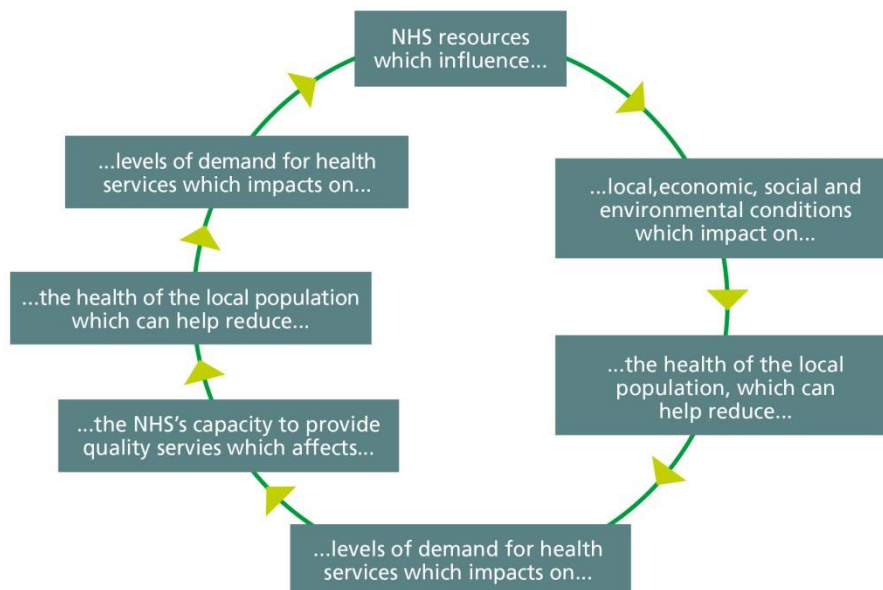 NHS resources
which influence...
...local,economic, social and
environmental conditions
which impact on...
...the health of the local
population, which can
help reduce...
...levels of demand for health
services which impacts on...
...the NHS's capacity to provide
quality servies which affects...
...the health of the local population
which can help reduce...
...levels of demand for health
services which impacts on...